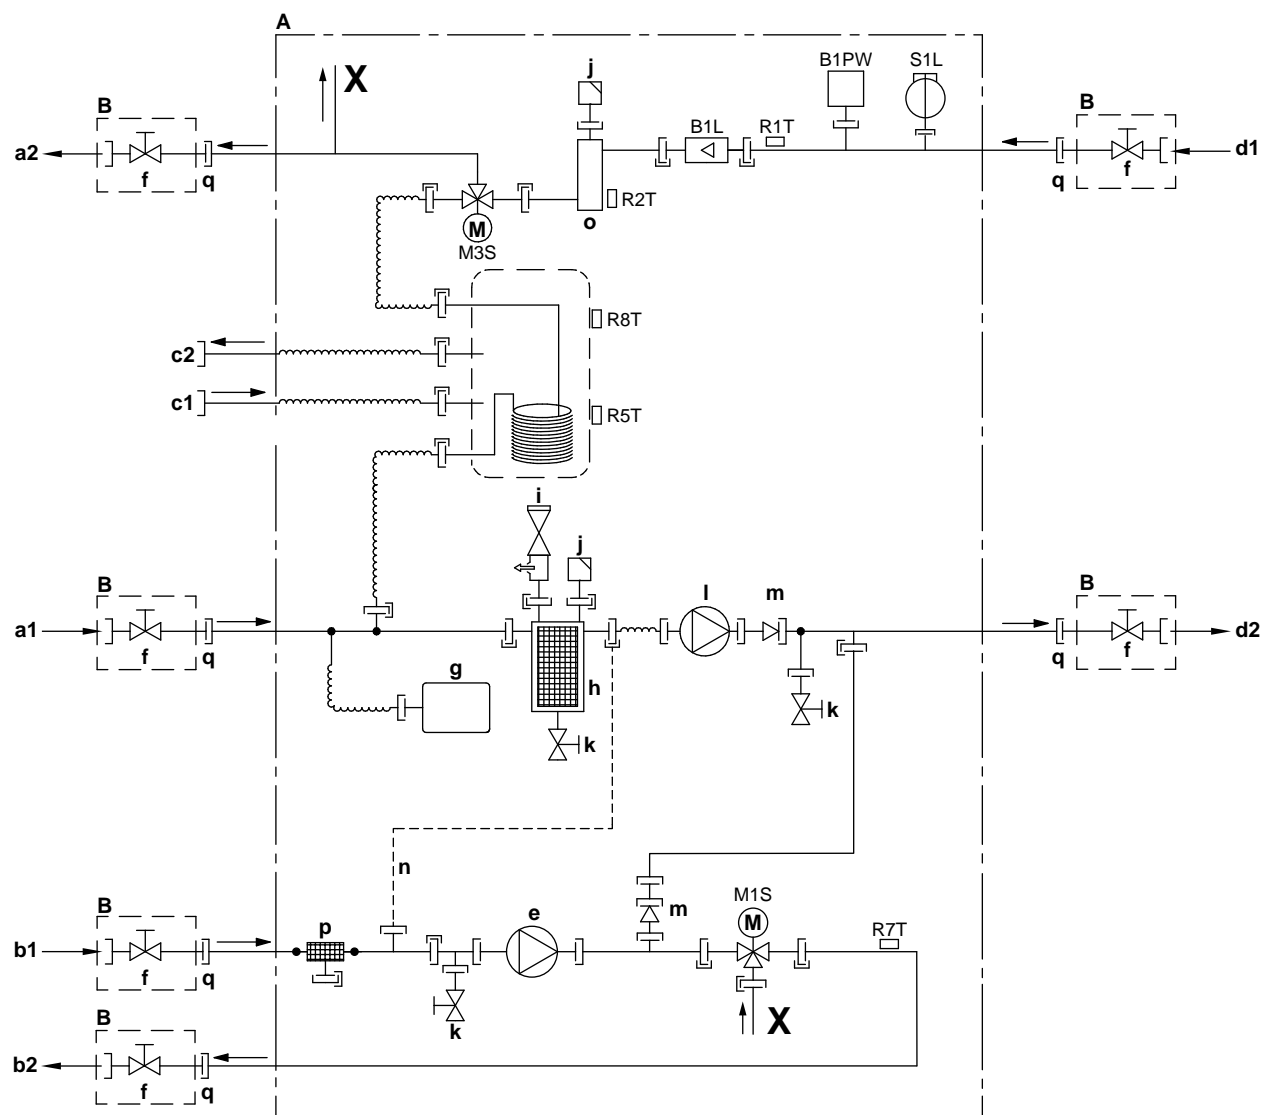 A
X
j
B1PW
S1L
B
B
B1L
R1T
a2
d1
f
q
q
f
R2T
o
M
M3S
R8T
c2
c1
R5T
i
j
B
l
m
B
a1
d2
f
q
q
f
g
h
k
k
n
M1S
B
p
e
m
M
R7T
b1
f
q
X
k
B
b2
f
q